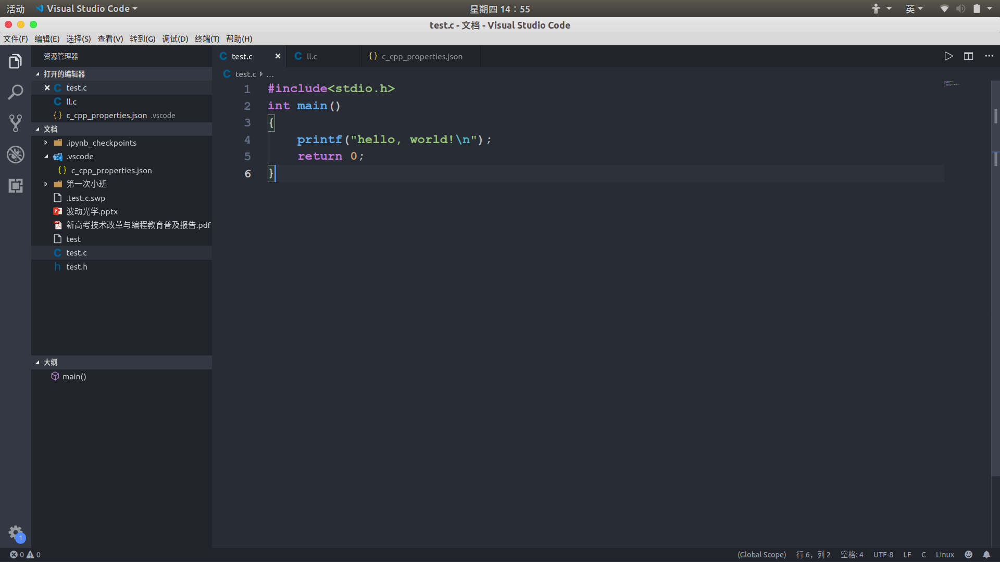 活动 Visual Studio Code 星期四 14：55 英
test.c - 文档 - Visual Studio Code
文件(F) 编辑(E) 选择(S) 查看(V) 转到(G) 调试(D) 终端(T) 帮助(H)
资源管理器
打开的编辑器
test.c
ll.c
{} c_cpp_properties.json .vscode
文档
.ipynb_checkpoints
.vscode
{} c_cpp_properties.json
第一次小班
.test.c.swp
波动光学.pptx
新高考技术改革与编程教育普及报告.pdf
test
C test.c
h test.h
大纲
main()
1
C test.c
C ll.c
{} c_cpp_properties.json
C test.c ...
1 #include<stdio.h>
2 int main()
3 {
4 printf("hello, world!\n");
5 return 0;
6 }
0 0 (Global Scope) 行 6，列 2 空格: 4 UTF-8 LF C Linux